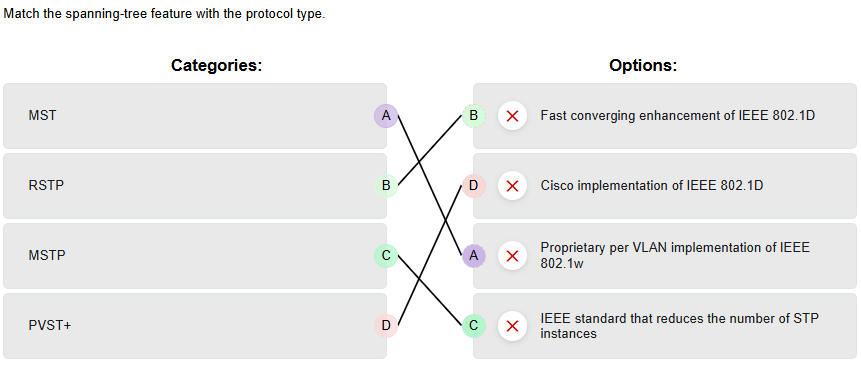 Match the spanning-tree feature with the protocol type.
Categories:
Options:
MST
A
B
Fast converging enhancement of IEEE 802.1D
RSTP
B
D
Cisco implementation of IEEE 802.1D
MSTP
C
A
Proprietary per VLAN implementation of IEEE
802.1w
PVST+
D
C
IEEE standard that reduces the number of STP
instances